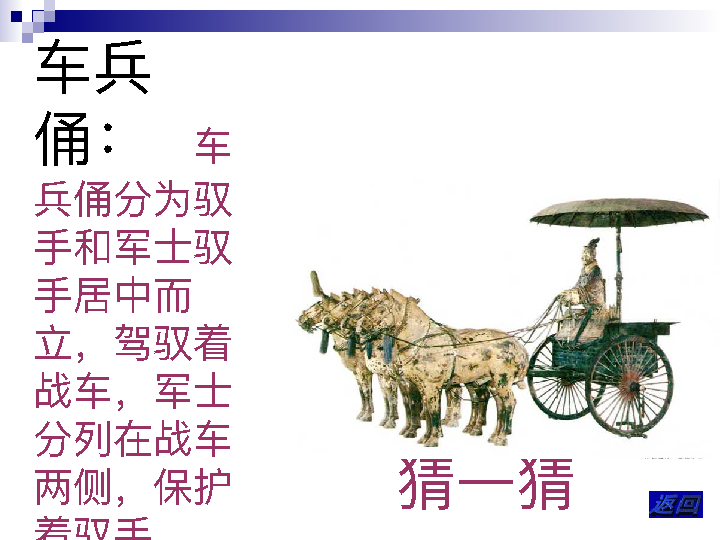 车兵
俑： 车
兵俑分为驭
手和军士驭
手居中而
立，驾驭着
战车，军士
分列在战车
两侧，保护
着驭手
猜一猜
返回